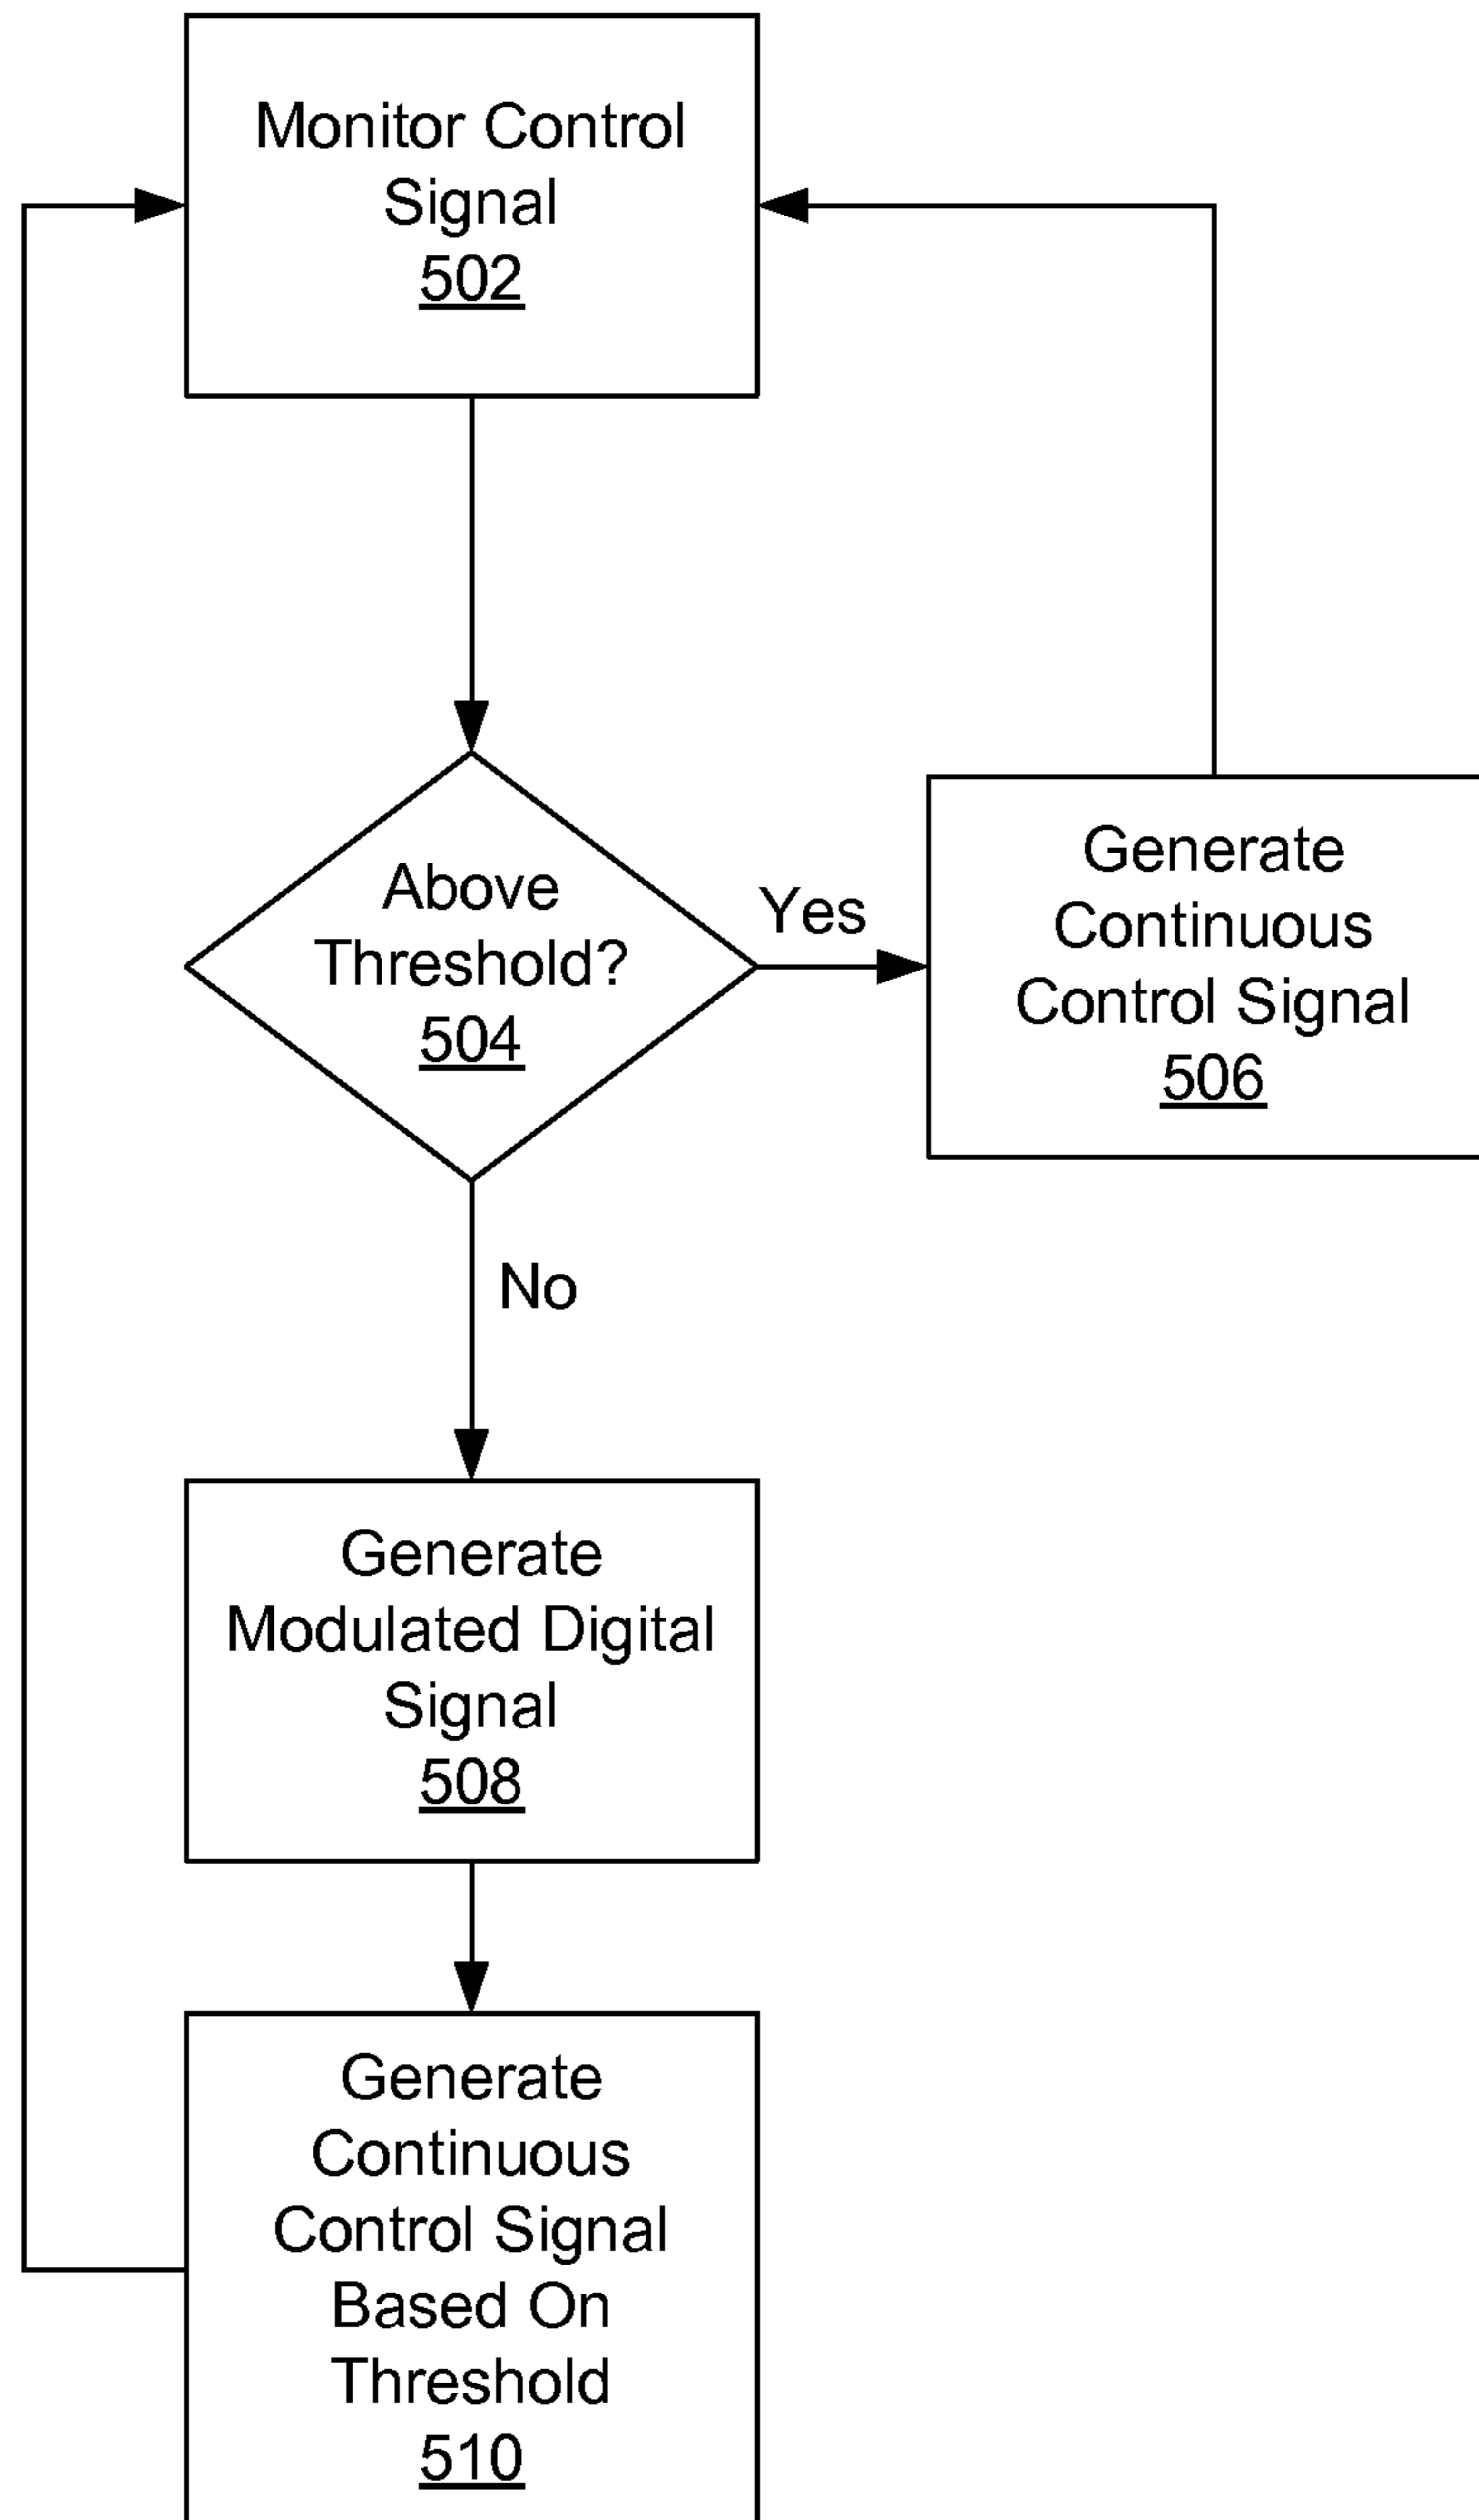 Monitor Control
Signal
502
Above
Threshold?
504
Yes
Generate
Continuous
Control Signal
506
No
Generate
Modulated Digital
Signal
508
Generate
Continuous
Control Signal
Based On
Threshold
510